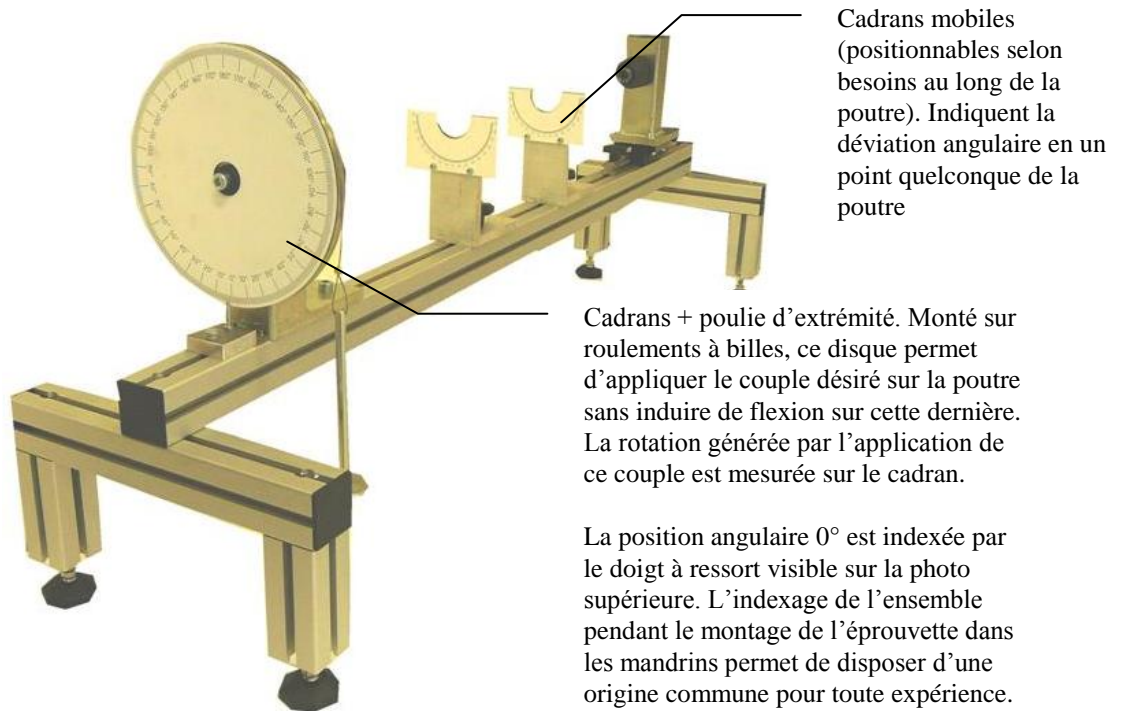 Cadrans mobiles
(positionnables selon
besoins au long de la
poutre). Indiquent la
déviation angulaire en un
point quelconque de la
poutre
Cadrans + poulie d’extrémité. Monté sur
roulements à billes, ce disque permet
d’appliquer le couple désiré sur la poutre
sans induire de flexion sur cette dernière.
La rotation générée par l’application de
ce couple est mesurée sur le cadran.
La position angulaire 0° est indexée par
le doigt à ressort visible sur la photo
supérieure. L’indexage de l’ensemble
pendant le montage de l’éprouvette dans
les mandrins permet de disposer d’une
origine commune pour toute expérience.